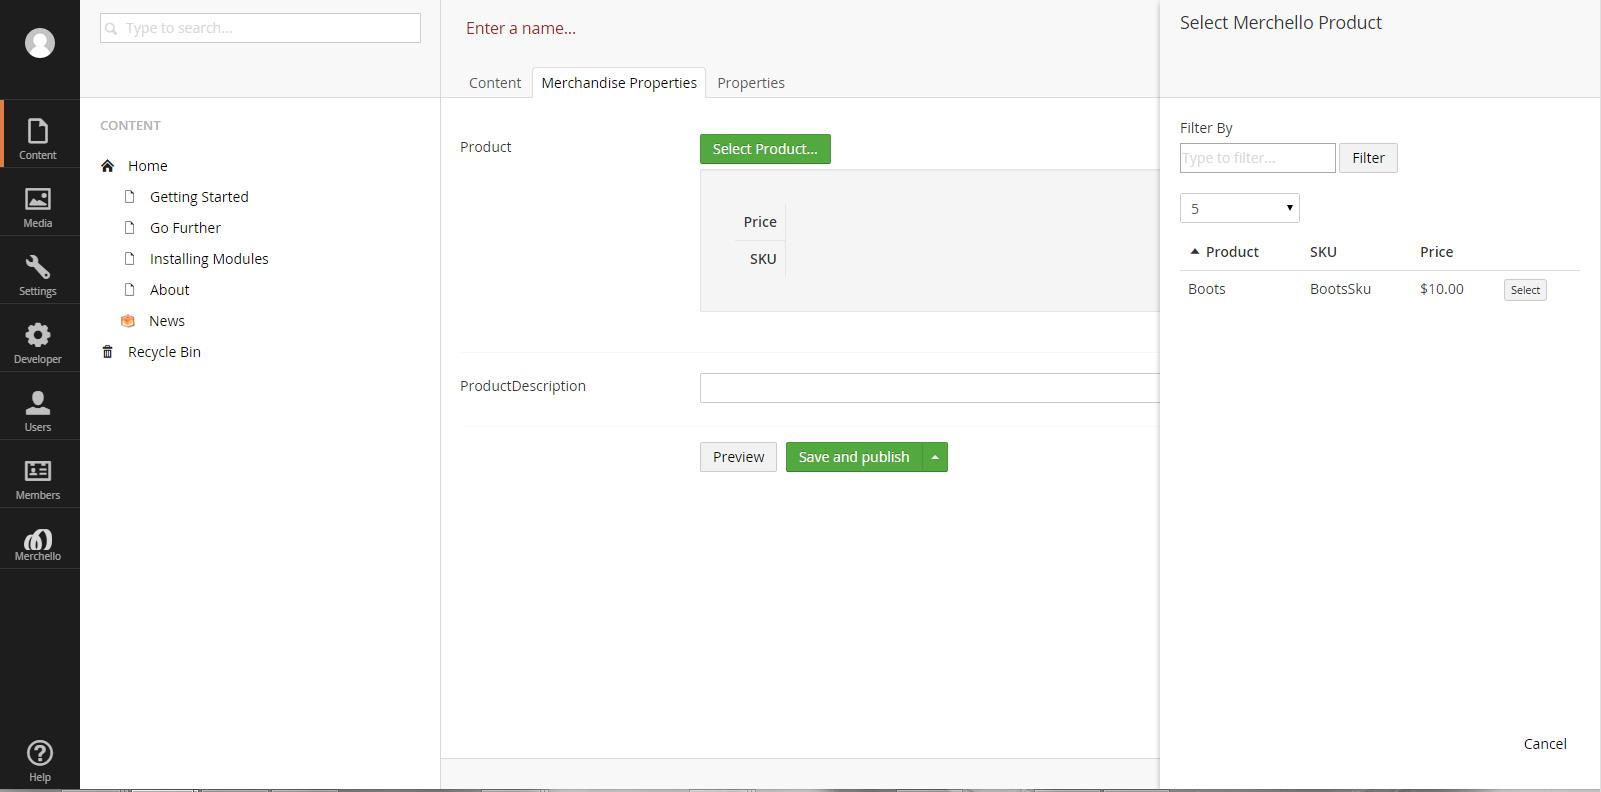 Content
Media
Settings
Developer
Users
Members
Merchello
Help
Type to search...
CONTENT
Home
Getting Started
Go Further
Installing Modules
About
News
Recycle Bin
Enter a name...
Content Merchandise Properties Properties
Product Select Product...
Price
SKU
ProductDescription
Preview Save and publish
Select Merchello Product
Filter By
Type to filter... Filter
5
Product SKU Price
Boots BootsSku $10.00 Select
Cancel